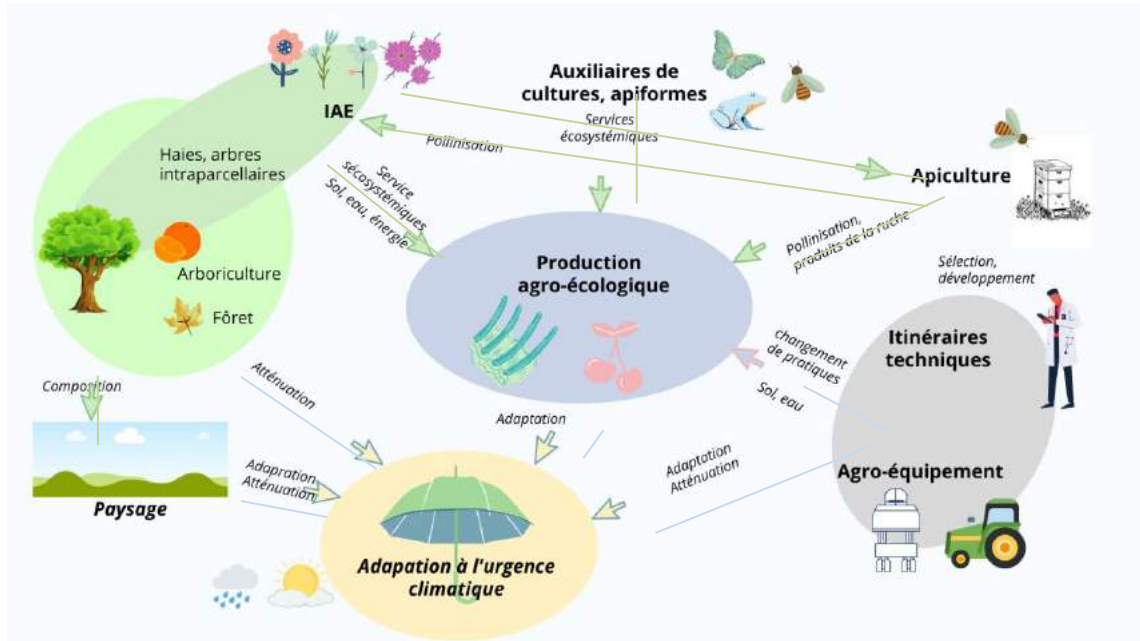 IAE
Auxiliaires de
cultures, apiformes
Services
écosystémiques
Pollinisation
Haies, arbres
intraparcellaires
Service
sécosystémiques
Sol, eau, énergie
Apiculture
Pollinisation,
produits de la ruche
Production
agro-écologique
Arboriculture
Fôret
Sélection,
développement
Itinéraires
techniques
changement
de pratiques
Sol, eau
Composition
Atténuation
Adaptation
Adapration
Atténuation
Adaptation
Atténuation
Agro-équipement
Paysage
Adapation à l'urgence
climatique